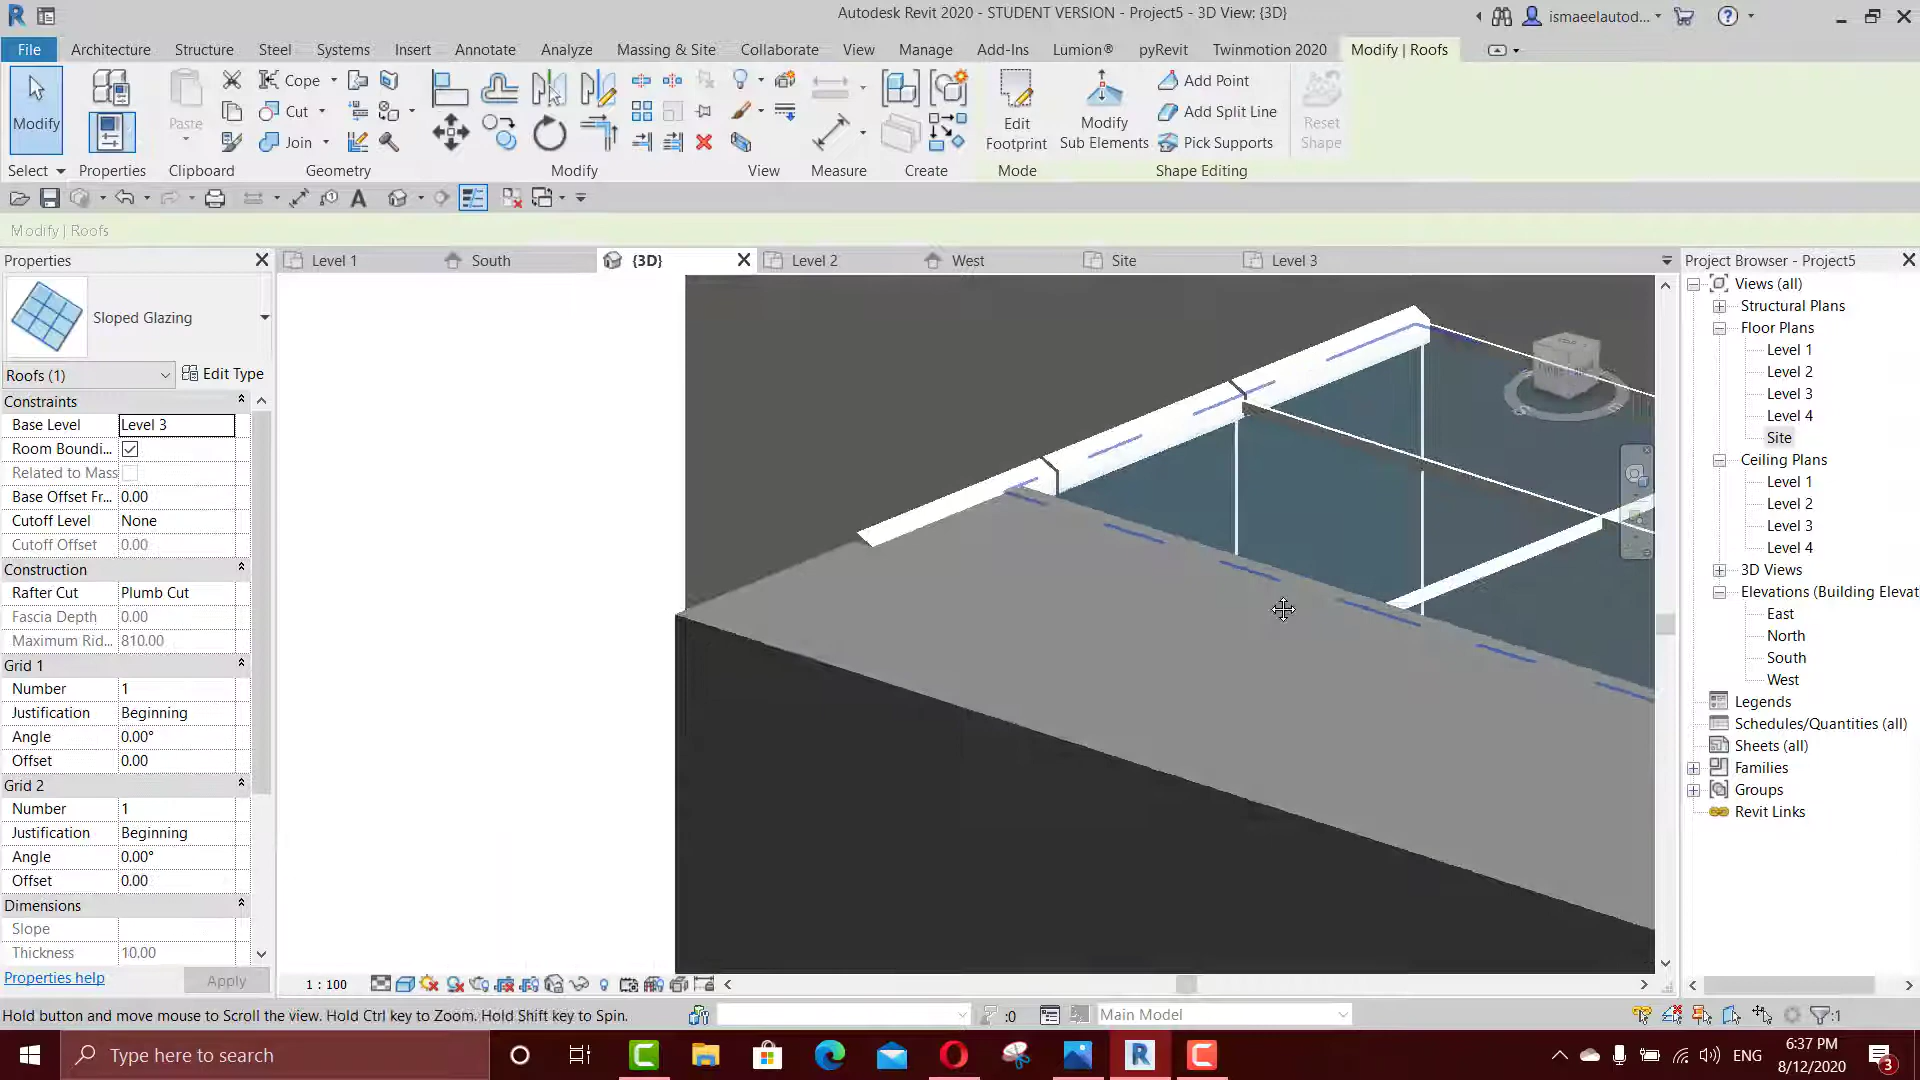 Autodesk Revit 2020 - STUDENT VERSION - Project5 - 3D View: {3D}
ismaeelautod...
File Architecture Structure Steel Systems Insert Annotate Analyze Massing & Site Collaborate View Manage Add-Ins Lumion® pyRevit Twinmotion 2020 Modify | Roofs
Modify
Paste
Cope
Cut
Join
Edit Footprint
Modify Sub Elements
Add Point
Add Split Line
Pick Supports
Reset Shape
Select Properties Clipboard Geometry Modify View Measure Create Mode Shape Editing
Modify | Roofs
Properties
Level 1 South {3D} Level 2 West Site Level 3
Project Browser - Project5
Sloped Glazing
Roofs (1) Edit Type
Constraints
Base Level Level 3
Room Boundi...
Related to Mass
Base Offset Fr... 0.00
Cutoff Level None
Cutoff Offset 0.00
Construction
Rafter Cut Plumb Cut
Fascia Depth 0.00
Maximum Rid... 810.00
Grid 1
Number 1
Justification Beginning
Angle 0.00°
Offset 0.00
Grid 2
Number 1
Justification Beginning
Angle 0.00°
Offset 0.00
Dimensions
Slope
Thickness 10.00
Properties help Apply
Views (all)
Structural Plans
Floor Plans
Level 1
Level 2
Level 3
Level 4
Site
Ceiling Plans
Level 1
Level 2
Level 3
Level 4
3D Views
Elevations (Building Elevat
East
North
South
West
Legends
Schedules/Quantities (all)
Sheets (all)
Families
Groups
Revit Links
1 : 100
Hold button and move mouse to Scroll the view. Hold Ctrl key to Zoom. Hold Shift key to Spin.
:0
Main Model
:1
Type here to search
ENG
6:37 PM
8/12/2020
3